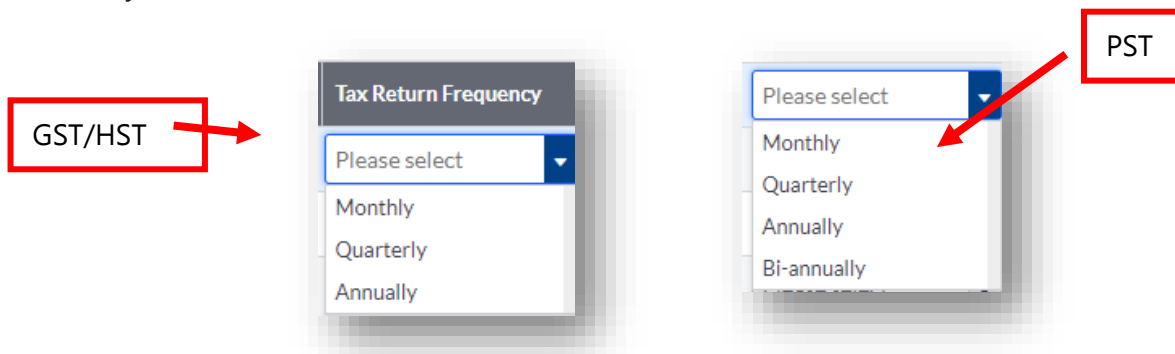 PST
GST/HST
Tax Return Frequency
Please select
Monthly
Quarterly
Annually
Please select
Monthly
Quarterly
Annually
Bi-annually